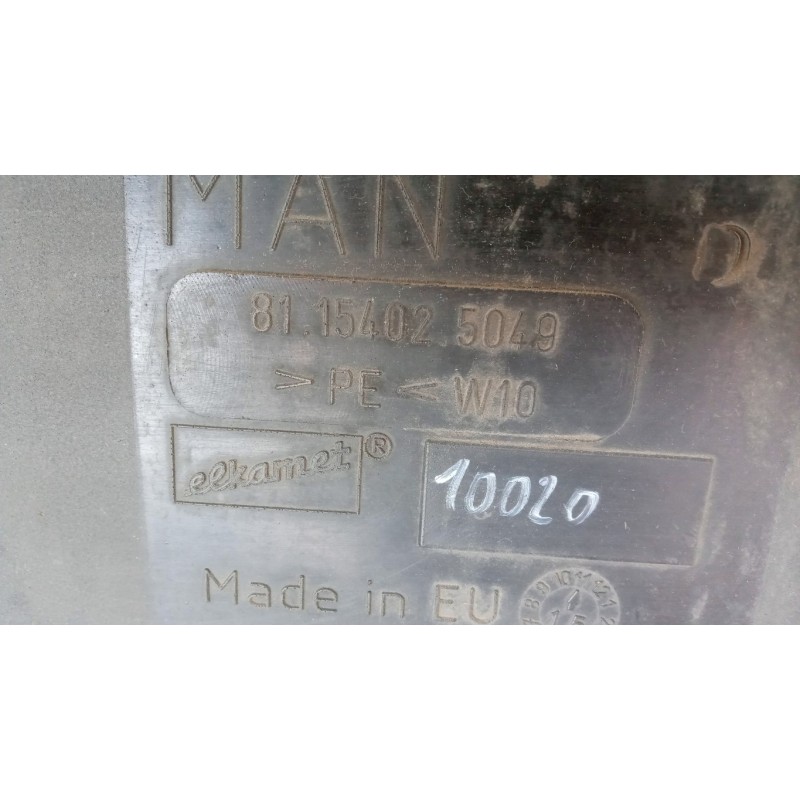 MAN
81.15402.5049
>PE< W10
elkamet®
10020
Made in EU